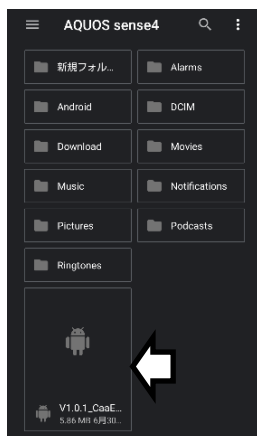 AQUOS sense4
新規フォル...
Alarms
Android
DCIM
Download
Movies
Music
Notifications
Pictures
Podcasts
Ringtones
V1.0.1_CaaE...
5.86 MB 6月30...